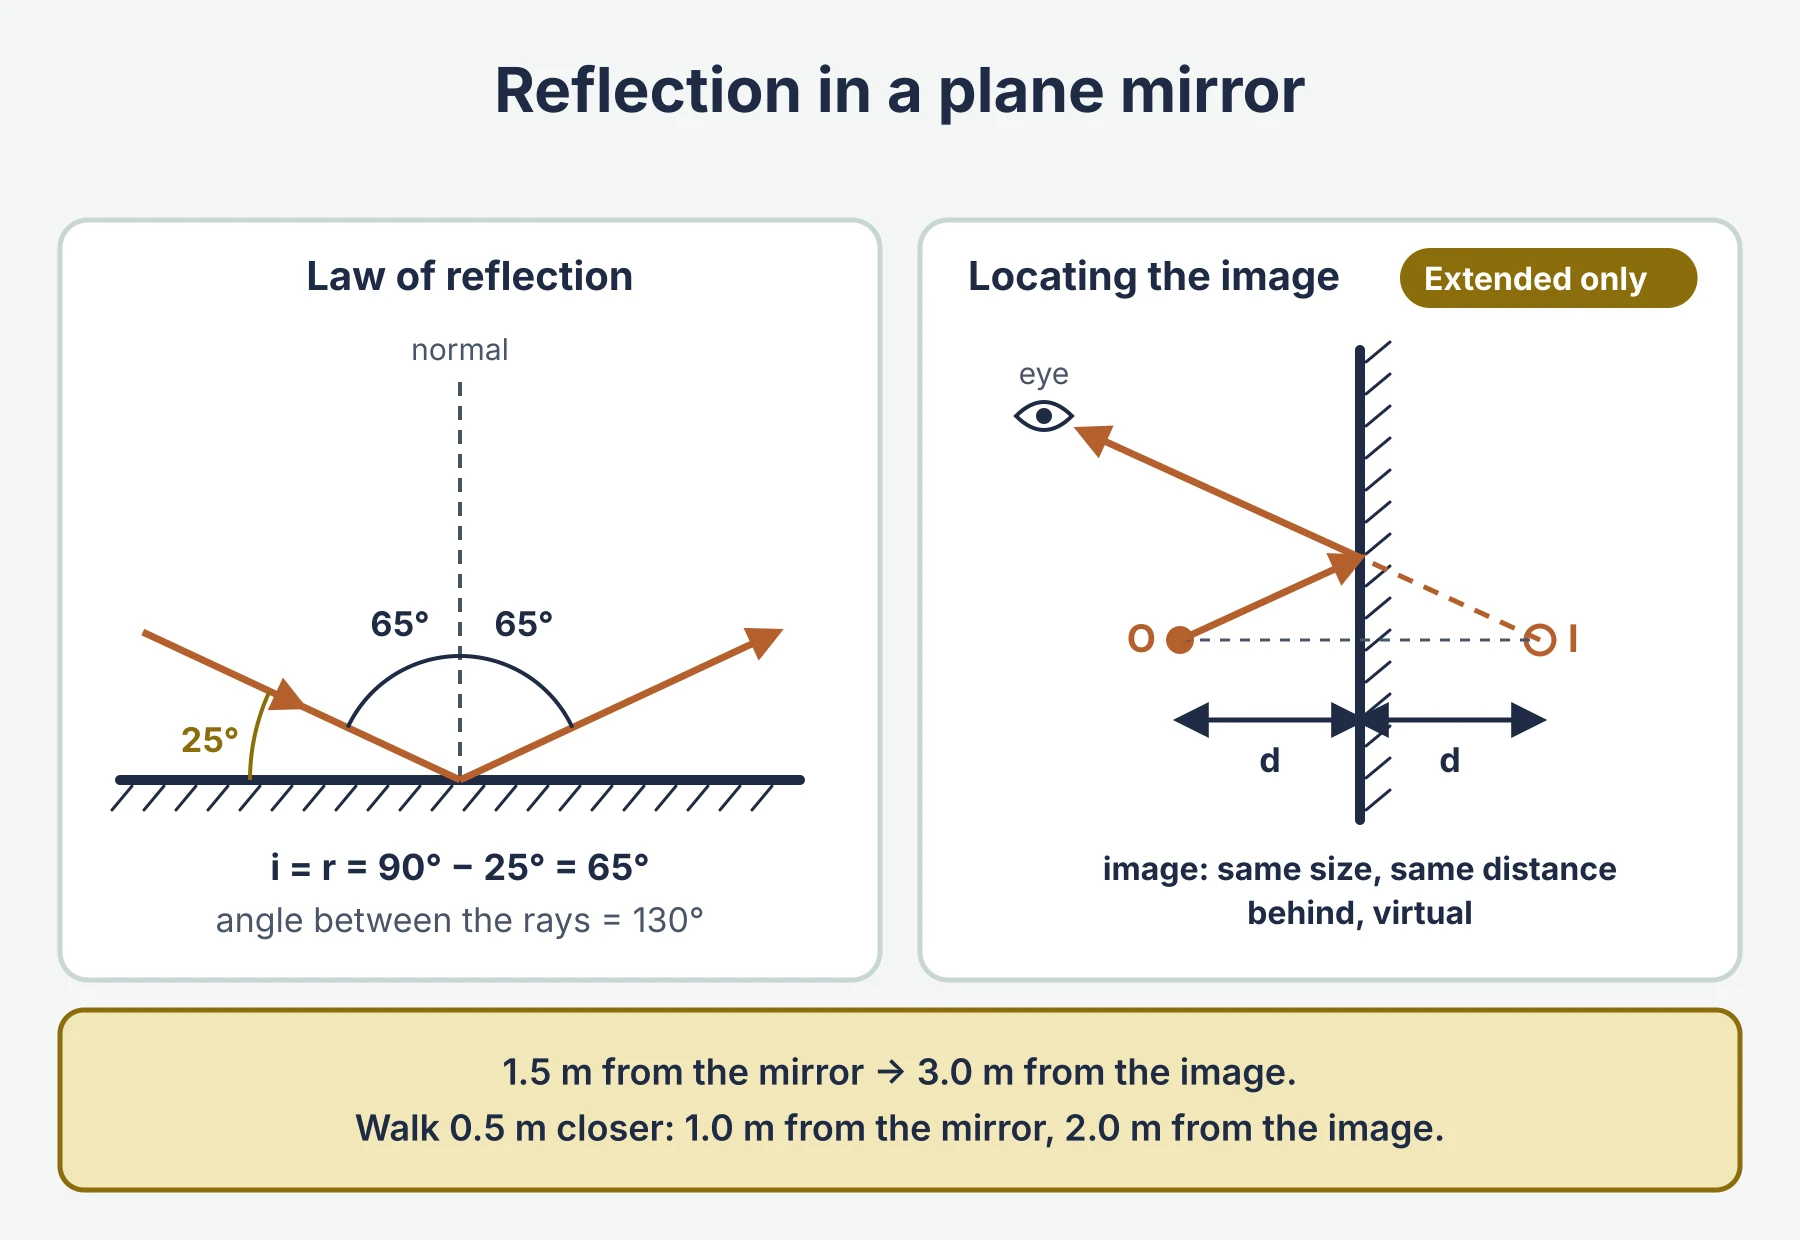 Reflection in a plane mirror
Law of reflection
normal
65° 65°
25°
i = r = 90° − 25° = 65°
angle between the rays = 130°
Locating the image
Extended only
eye
O I
d d
image: same size, same distance
behind, virtual
1.5 m from the mirror → 3.0 m from the image.
Walk 0.5 m closer: 1.0 m from the mirror, 2.0 m from the image.